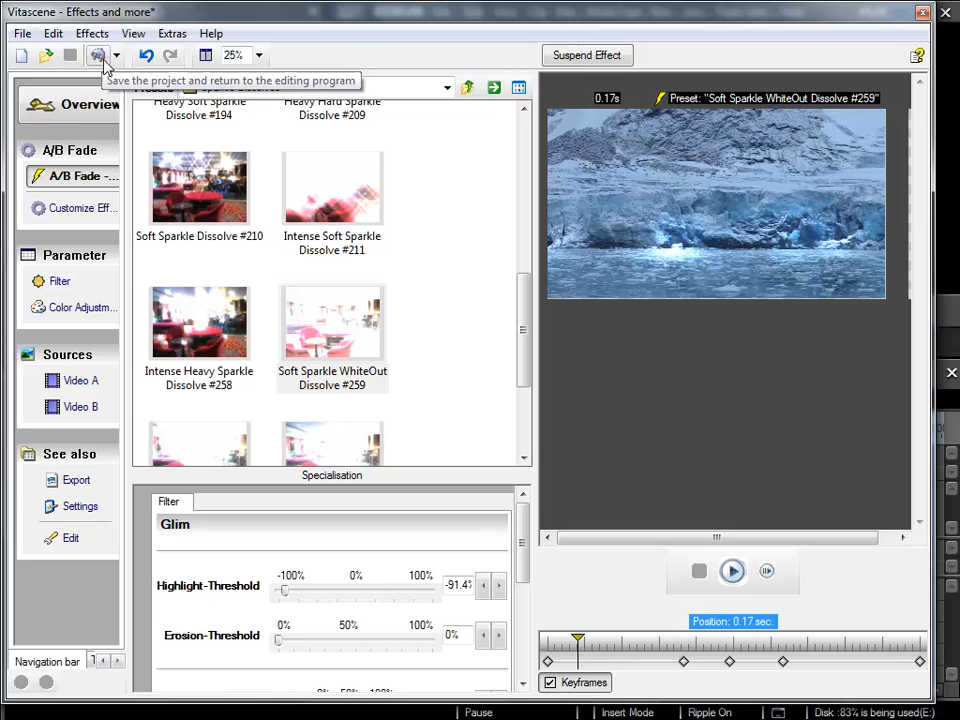 Vitascene - Effects and more*
File Edit Effects View Extras Help
25%
Suspend Effect
Save the project and return to the editing program
Overview
A/B Fade
A/B Fade -...
Customize Eff...
Parameter
Filter
Color Adjustm...
Sources
Video A
Video B
See also
Export
Settings
Edit
Navigation bar
Heavy Soft Sparkle
Dissolve #194
Heavy Hard Sparkle
Dissolve #209
Soft Sparkle Dissolve #210
Intense Soft Sparkle
Dissolve #211
Intense Heavy Sparkle
Dissolve #258
Soft Sparkle WhiteOut
Dissolve #259
Specialisation
Filter
Glim
Highlight-Threshold
-100% 0% 100%
-91.4%
Erosion-Threshold
0% 50% 100%
0%
0.17s
Preset: "Soft Sparkle WhiteOut Dissolve #259"
Position: 0.17 sec.
Keyframes
Pause
Insert Mode
Ripple On
Disk :83% is being used(E:)